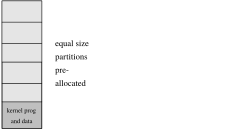 equal size
partitions
pre-
allocated
kernel prog
and data